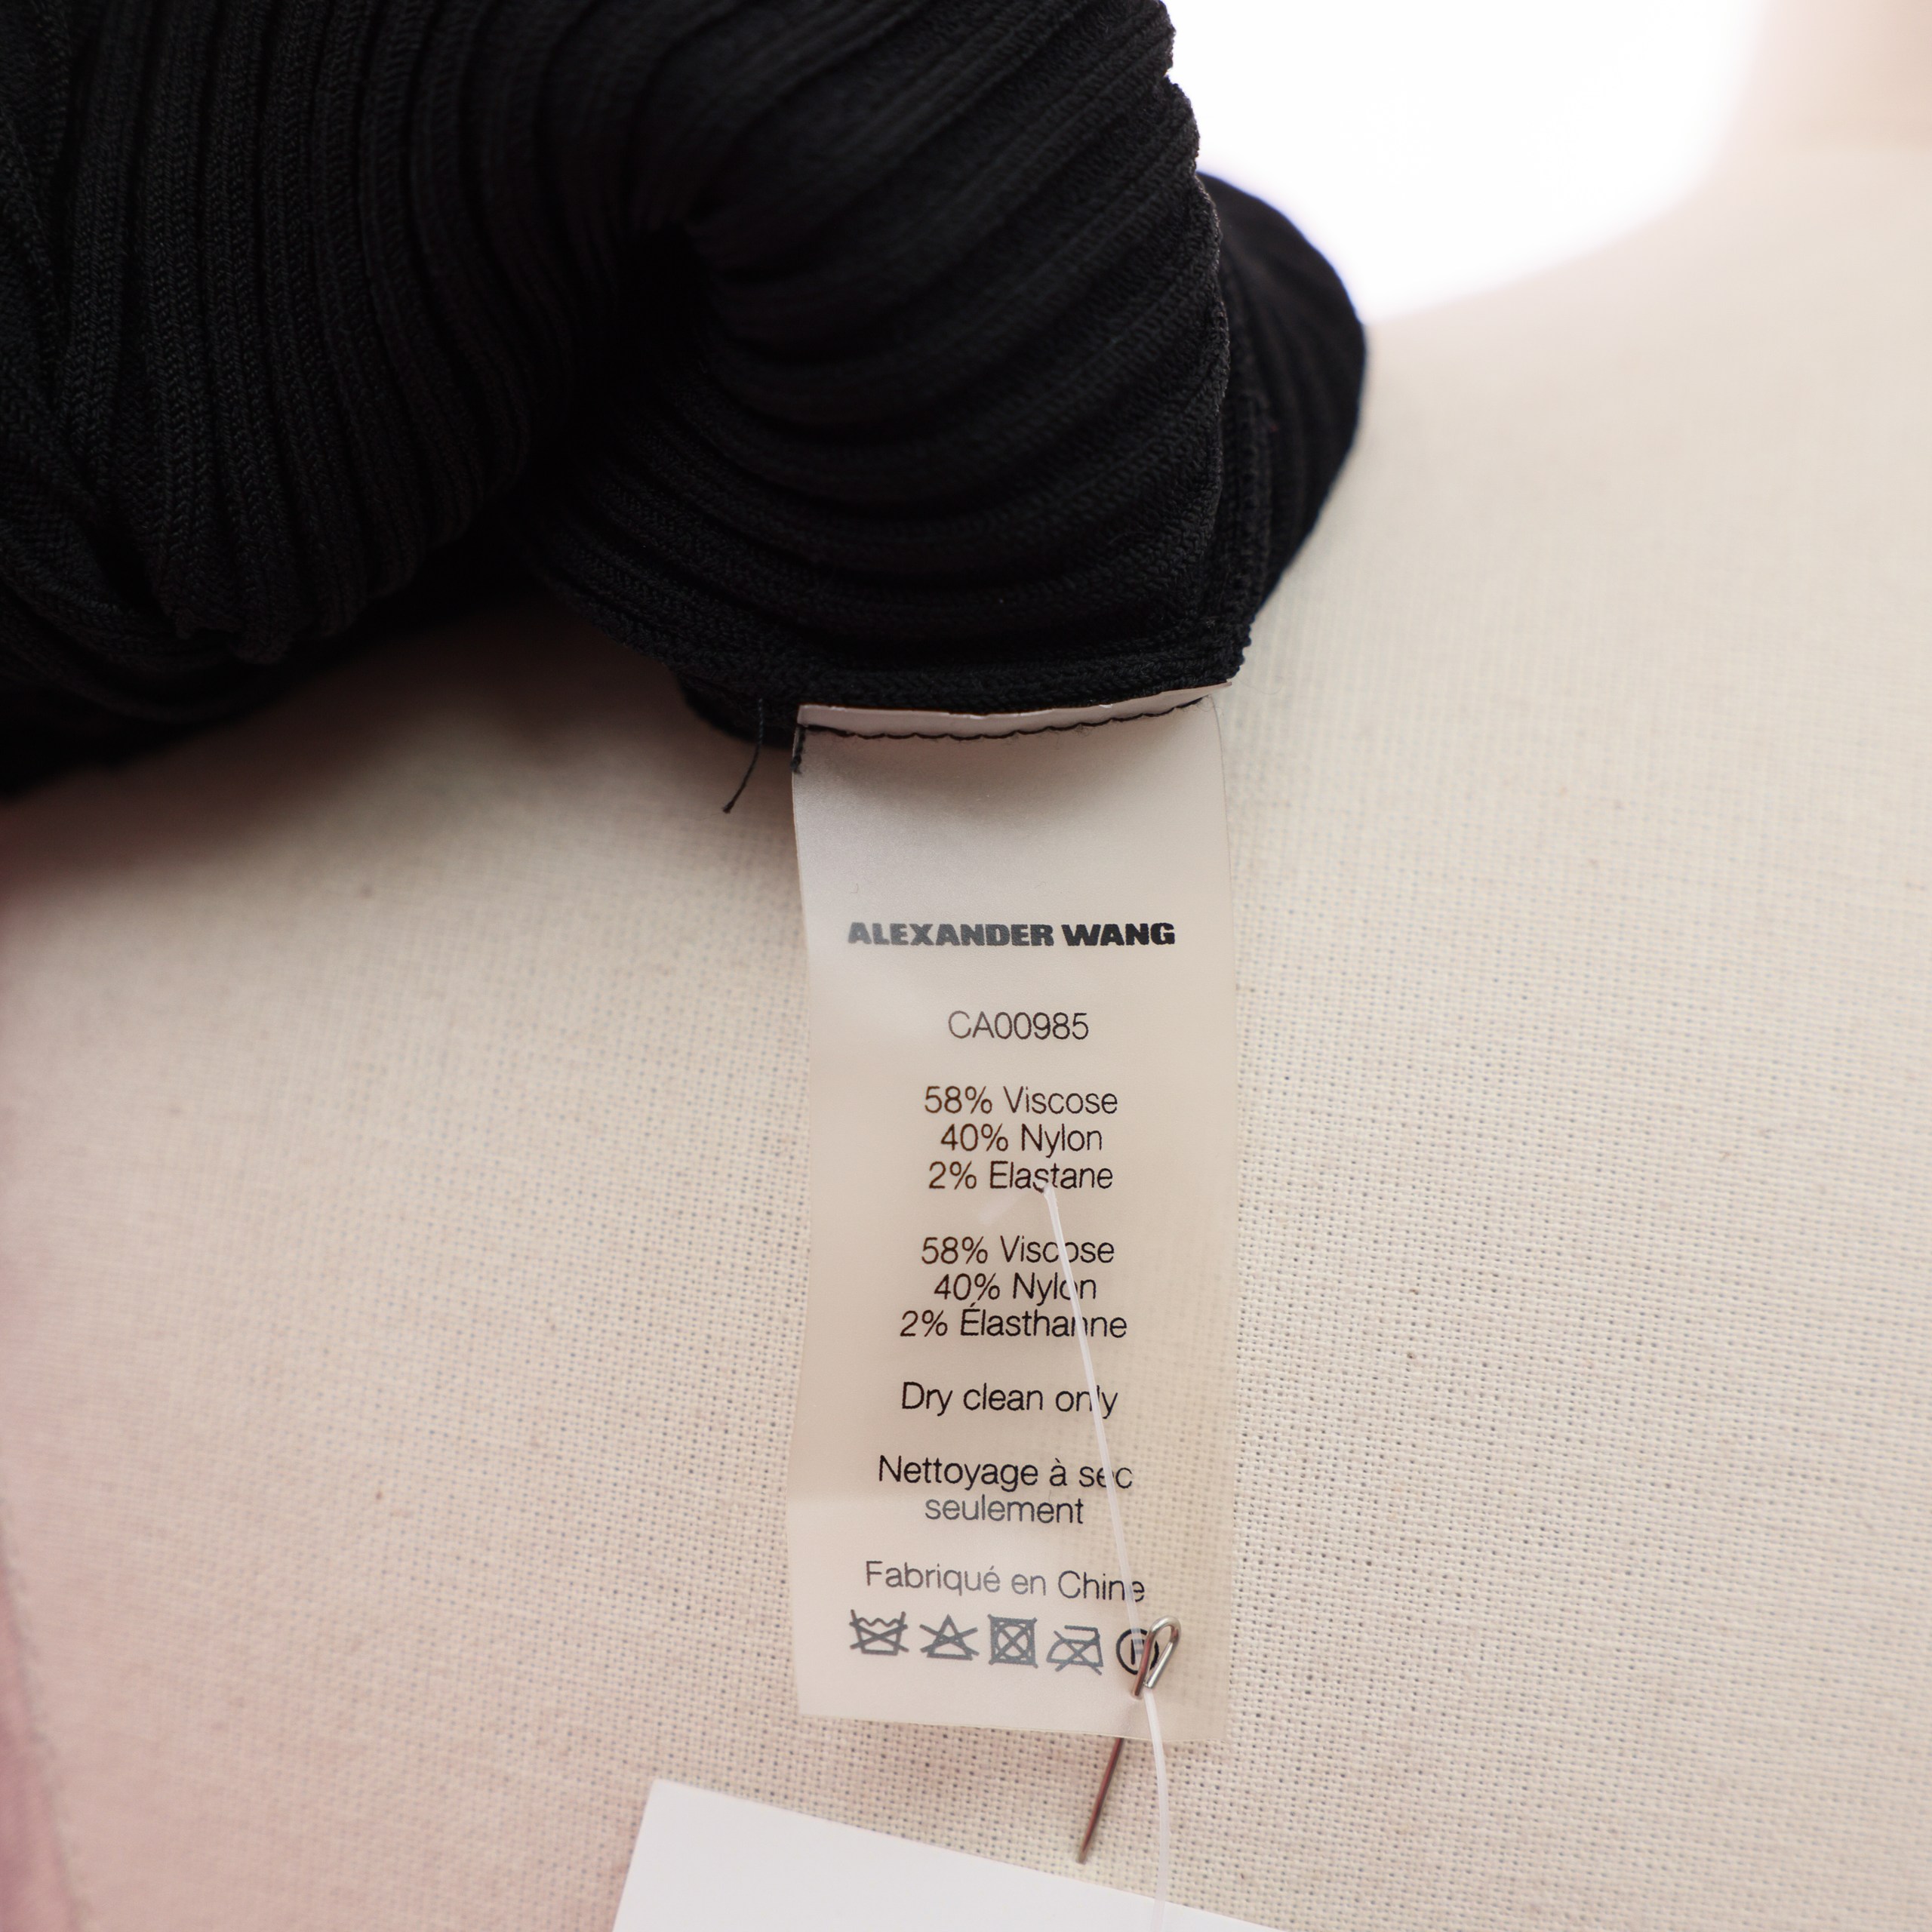 ALEXANDER WANG
CA00985
58% Viscose
40% Nylon
2% Elastane
58% Viscose
40% Nylon
2% Élasthanne
Dry clean only
Nettoyage à sec
seulement
Fabriqué en Chine